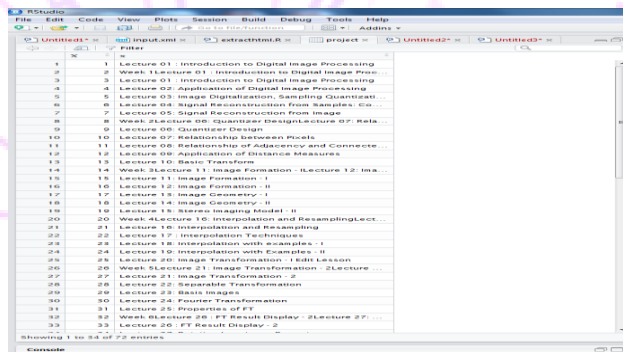 RStudio
File Edit Code View Plots Session Build Debug Tools Help
Go to file/function Addins
Untitled1* input.xml extracthtml.R project Untitled2* Untitled3*
Filter
x x
1 1 Lecture 01 : Introduction to Digital Image Processing
2 2 Week 1Lecture 01 : Introduction to Digital Image Proc...
3 3 Lecture 01 : Introduction to Digital Image Processing
4 4 Lecture 02: Application of Digital Image Processing
5 5 Lecture 03: Image Digitalization, Sampling Quantizati...
6 6 Lecture 04: Signal Reconstruction from Samples: Co...
7 7 Lecture 05: Signal Reconstruction from Image
8 8 Week 2Lecture 06: Quantizer DesignLecture 07: Rela...
9 9 Lecture 06: Quantizer Design
10 10 Lecture 07: Relationship between Pixels
11 11 Lecture 08: Relationship of Adjacency and Connecte...
12 12 Lecture 09: Application of Distance Measures
13 13 Lecture 10: Basic Transform
14 14 Week 3Lecture 11: Image Formation - ILecture 12: Ima...
15 15 Lecture 11: Image Formation - I
16 16 Lecture 12: Image Formation - II
17 17 Lecture 13: Image Geometry - I
18 18 Lecture 14: Image Geometry - II
19 19 Lecture 15: Stereo Imaging Model - II
20 20 Week 4Lecture 16: Interpolation and ResamplingLect...
21 21 Lecture 16: Interpolation and Resampling
22 22 Lecture 17 : Interpolation Techniques
23 23 Lecture 18: Interpolation with examples - I
24 24 Lecture 19: Interpolation with Examples - II
25 25 Lecture 20: Image Transformation - I Edit Lesson
26 26 Week 5Lecture 21: Image Transformation - 2Lecture ...
27 27 Lecture 21: Image Transformation - 2
28 28 Lecture 22: Separable Transformation
29 29 Lecture 23: Basis Images
30 30 Lecture 24: Fourier Transformation
31 31 Lecture 25: Properties of FT
32 32 Week 6Lecture 26 : FT Result Display - 2Lecture 27: ...
33 33 Lecture 26 : FT Result Display - 2
Showing 1 to 34 of 72 entries
Console